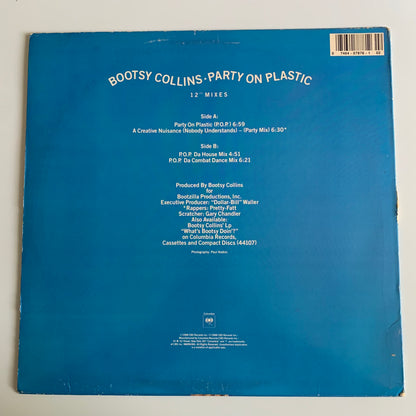 BOOTSY COLLINS-PARTY ON PLASTIC
12" MIXES
Side A:
Party On Plastic (P.O.P.) 6:59
A Creative Nuisance (Nobody Understands) – (Party Mix) 6:30*
Side B:
P.O.P. Da House Mix 4:51
P.O.P. Da Combat Dance Mix 6:21
Produced By Bootsy Collins
for
Bootzilla Productions, Inc.
Executive Producer: "Dollar-Bill" Waller
* Rappers: Pretty-Fatt
Scratcher: Gary Chandler
Also Available:
Bootsy Collins' Lp
"What's Bootsy Doin'?"
on Columbia Records,
Cassettes and Compact Discs (44107)
Photography: Paul
Columbia